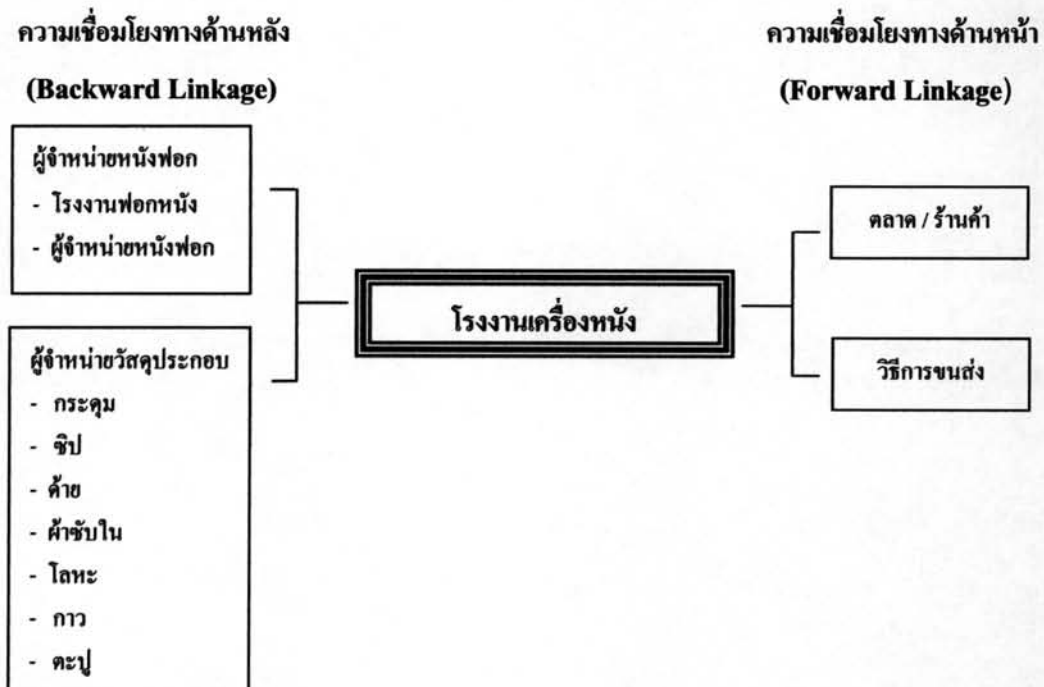 ความเชื่อมโยงทางด้านหลัง
(Backward Linkage)
ผู้จำหน่ายหนังฟอก
- โรงงานฟอกหนัง
- ผู้จำหน่ายหนังฟอก
ผู้จำหน่ายวัสดุประกอบ
- กระดุม
- ซิป
- ด้าย
- ผ้าซับใน
- โลหะ
- กาว
- ตะปู
โรงงานเครื่องหนัง
ความเชื่อมโยงทางด้านหน้า
(Forward Linkage)
ตลาด / ร้านค้า
วิธีการขนส่ง